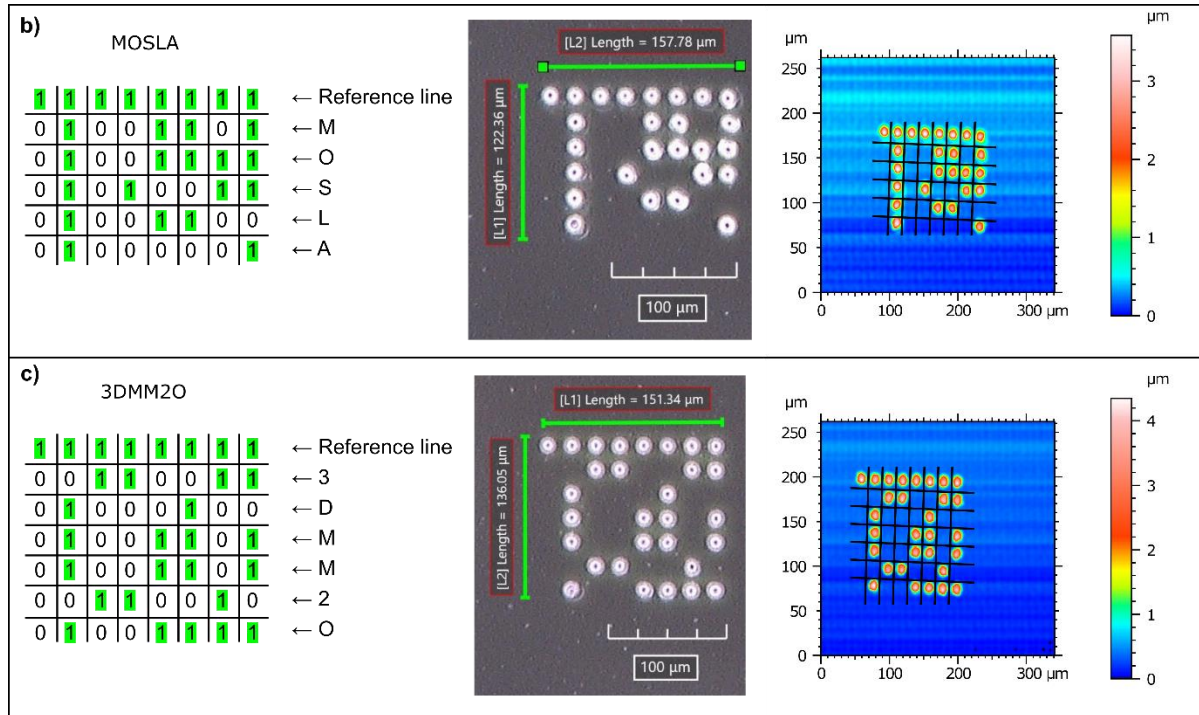 b)
MOSLA
1 1 1 1 1 1 1 1 ← Reference line
0 1 0 0 1 1 0 1 ← M
0 1 0 0 1 1 1 1 ← O
0 1 0 1 0 0 1 1 ← S
0 1 0 0 1 1 0 0 ← L
0 1 0 0 0 0 0 1 ← A
[L2] Length = 157.78 µm
[L1] Length = 122.36 µm
100 µm
µm
250
200
150
100
50
0
0 100 200 300 µm
µm
3
2
1
0
c)
3DMM2O
1 1 1 1 1 1 1 1 ← Reference line
0 0 1 1 0 0 1 1 ← 3
0 1 0 0 0 1 0 0 ← D
0 1 0 0 1 1 0 1 ← M
0 1 0 0 1 1 0 1 ← M
0 0 1 1 0 0 1 0 ← 2
0 1 0 0 1 1 1 1 ← O
[L1] Length = 151.34 µm
[L2] Length = 136.05 µm
100 µm
µm
250
200
150
100
50
0
0 100 200 300 µm
µm
4
3
2
1
0